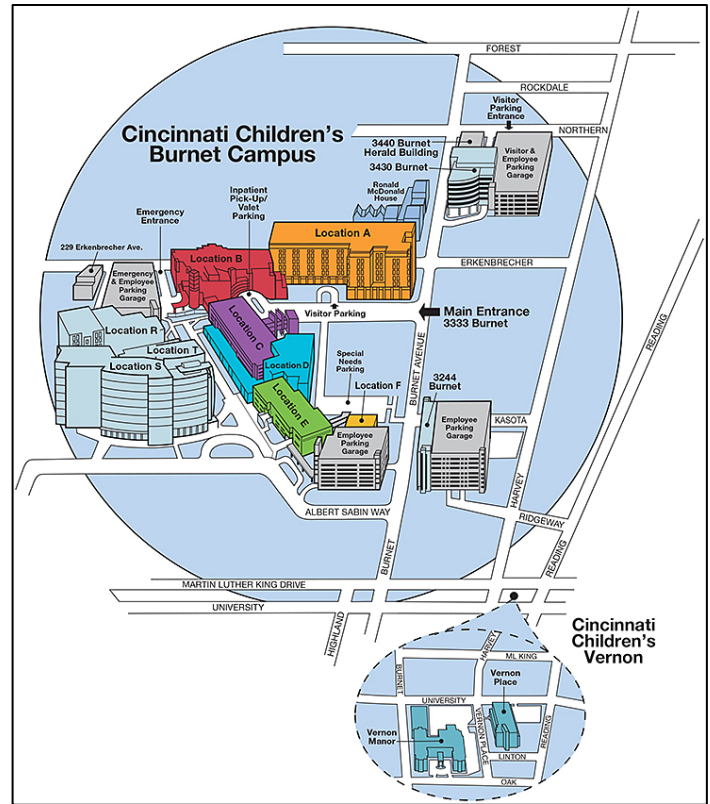 FOREST
ROCKDALE
Visitor
Parking
Entrance
NORTHERN
Cincinnati Children's
Burnet Campus
3440 Burnet
Herald Building
3430 Burnet
Visitor &
Employee
Parking
Garage
Inpatient
Pick-Up/
Valet
Parking
Ronald
McDonald
House
Emergency
Entrance
Location A
229 Erkenbrecher Ave.
Location B
ERKENBRECHER
Emergency
& Employee
Parking
Garage
Visitor Parking
Main Entrance
3333 Burnet
READING
Location R
Location C
Location T
Location S
Location D
Special
Needs
Parking
BURNET AVENUE
3244
Burnet
Location F
Location E
Employee
Parking
Garage
Employee
Parking
Garage
KASOTA
HARVEY
ALBERT SABIN WAY
RIDGEWAY
BURNET
READING
MARTIN LUTHER KING DRIVE
UNIVERSITY
HIGHLAND
Cincinnati
Children's
Vernon
HARVEY
ML KING
BURNET
Vernon
Place
UNIVERSITY
VERNON PLACE
READING
Vernon
Manor
LINTON
OAK